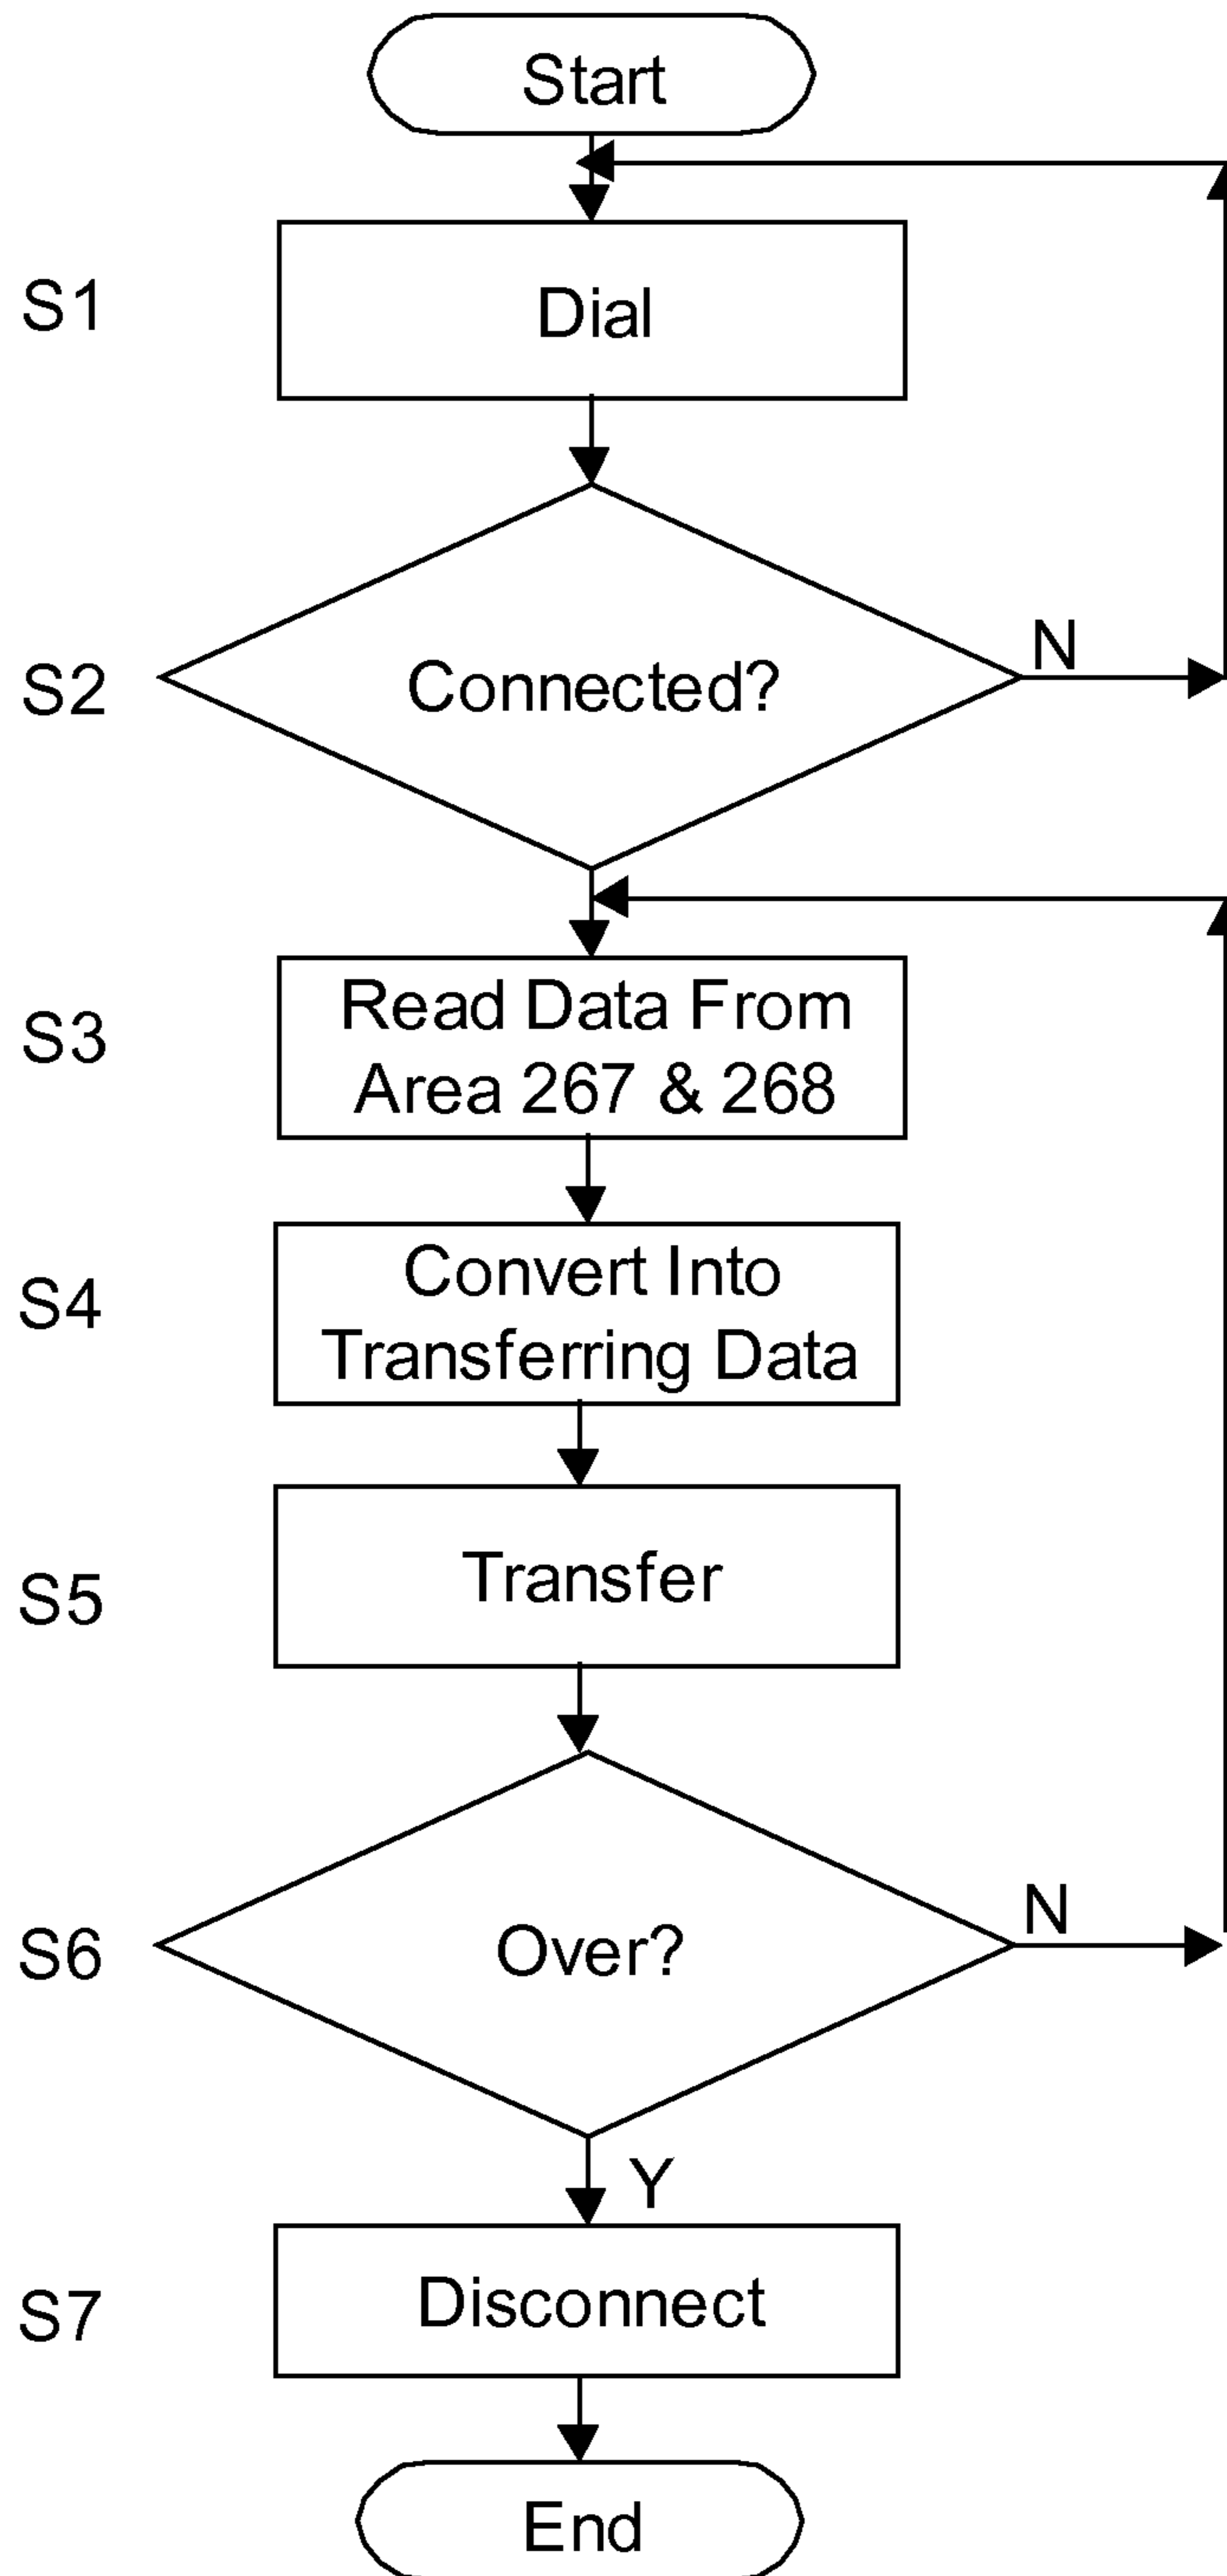 Start
S1
Dial
S2
Connected?
N
S3
Read Data From
Area 267 & 268
S4
Convert Into
Transferring Data
S5
Transfer
S6
Over?
N
Y
S7
Disconnect
End